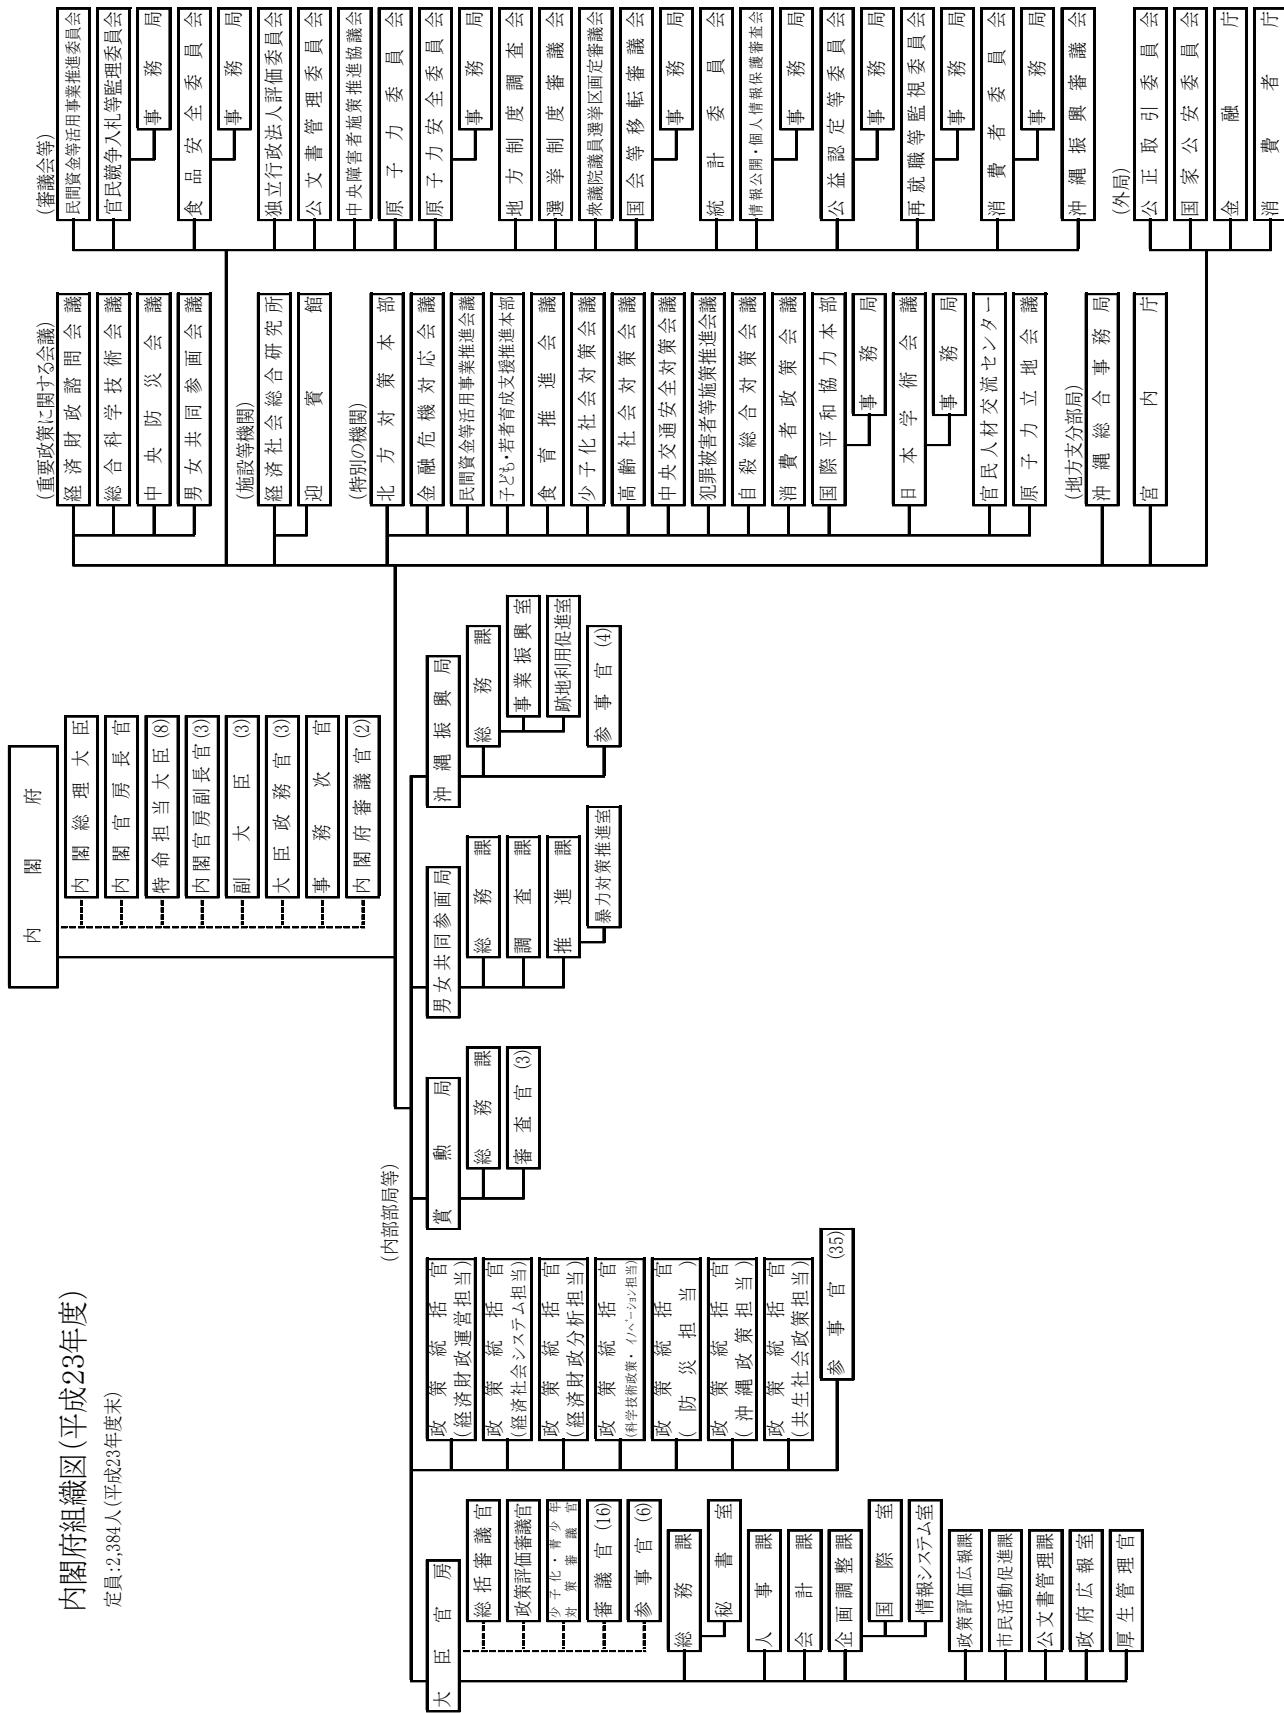 内閣府組織図(平成23年度)
定員:2,384人(平成23年度末)
内閣府
内閣総理大臣
内閣官房長官
特命担当大臣(8)
内閣官房副長官(3)
副大臣(3)
大臣政務官(3)
事務次官
内閣府審議官(2)
(内部部局等)
大臣官房
総括審議官
政策評価審議官
少子化・青少年
対策審議官
審議官(16)
参事官(6)
総務課
秘書室
人事課
会計課
企画調整課
国際室
情報システム室
政策評価広報課
市民活動促進課
公文書管理課
政府広報室
厚生管理官
政策統括官
(経済財政運営担当)
政策統括官
(経済社会システム担当)
政策統括官
(経済財政分析担当)
政策統括官
(科学技術政策・イノベーション担当)
政策統括官
(防災担当)
政策統括官
(沖縄政策担当)
政策統括官
(共生社会政策担当)
参事官(35)
賞勲局
総務課
審査官(3)
男女共同参画局
総務課
調査課
推進課
暴力対策推進室
沖縄振興局
総務課
事業振興室
跡地利用促進室
参事官(4)
(重要政策に関する会議)
経済財政諮問会議
総合科学技術会議
中央防災会議
男女共同参画会議
(施設等機関)
経済社会総合研究所
迎賓館
(特別の機関)
北方対策本部
金融危機対応会議
民間資金等活用事業推進会議
子ども・若者育成支援推進本部
食育推進会議
少子化社会対策会議
高齢社会対策会議
中央交通安全対策会議
犯罪被害者等施策推進会議
自殺総合対策会議
消費者政策会議
国際平和協力本部
事務局
日本学術会議
事務局
官民人材交流センター
原子力立地会議
(地方支分部局)
沖縄総合事務局
宮内庁
(審議会等)
民間資金等活用事業推進委員会
官民競争入札等監理委員会
事務局
食品安全委員会
事務局
独立行政法人評価委員会
公文書管理委員会
中央障害者施策推進協議会
原子力委員会
原子力安全委員会
事務局
地方制度調査会
選挙制度審議会
衆議院議員選挙区画定審議会
国会等移転審議会
事務局
統計委員会
情報公開・個人情報保護審査会
事務局
公益認定等委員会
事務局
再就職等監視委員会
事務局
消費者委員会
事務局
沖縄振興審議会
(外局)
公正取引委員会
国家公安委員会
金融庁
消費者庁